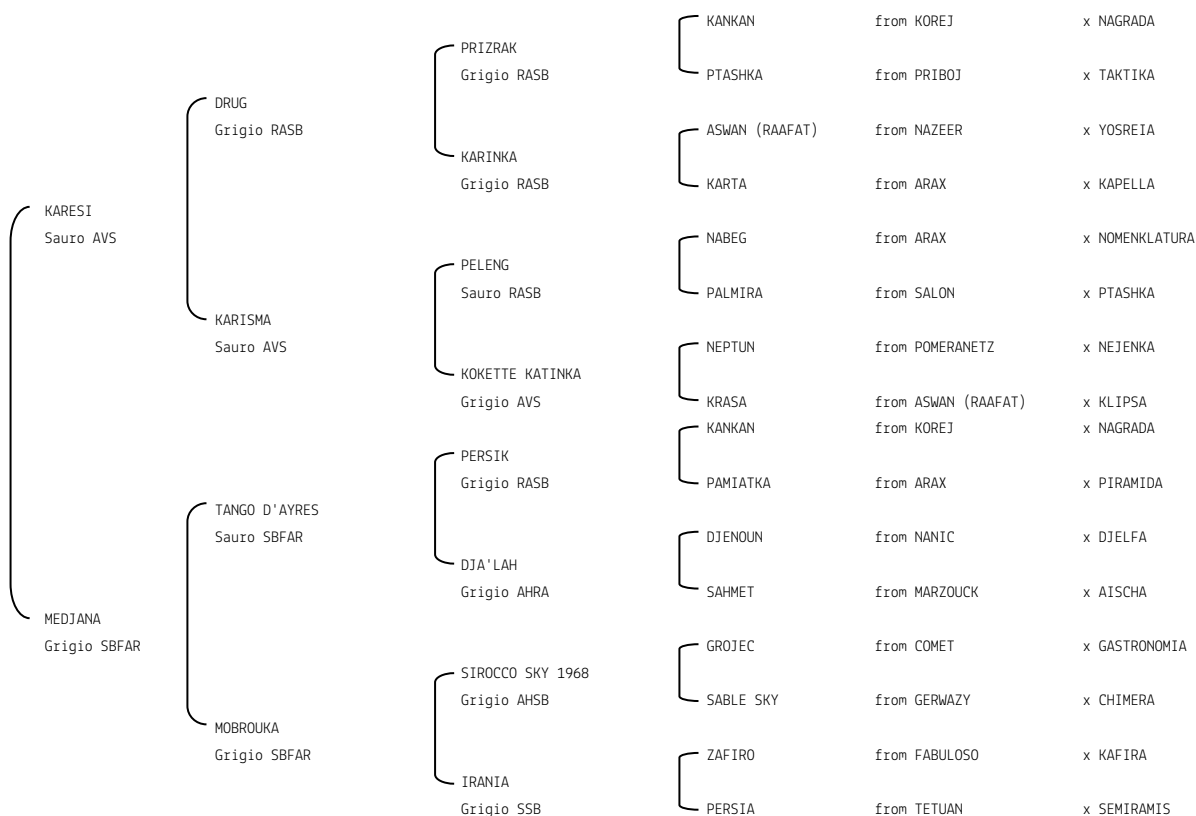 KANKAN from KOREJ x NAGRADA
PRIZRAK
Grigio RASB
PTASHKA from PRIBOJ x TAKTIKA
DRUG
Grigio RASB
ASWAN (RAAFAT) from NAZEER x YOSREIA
KARINKA
Grigio RASB
KARTA from ARAX x KAPELLA
KARESI
Sauro AVS
NABEG from ARAX x NOMENKLATURA
PELENG
Sauro RASB
PALMIRA from SALON x PTASHKA
KARISMA
Sauro AVS
NEPTUN from POMERANETZ x NEJENKA
KOKETTE KATINKA
Grigio AVS
KRASA from ASWAN (RAAFAT) x KLIPSA
KANKAN from KOREJ x NAGRADA
PERSIK
Grigio RASB
PAMIATKA from ARAX x PIRAMIDA
TANGO D'AYRES
Sauro SBFAR
DJENOUN from NANIC x DJELFA
DJA'LAH
Grigio AHRA
SAHMET from MARZOUCK x AISCHA
MEDJANA
Grigio SBFAR
GROJEC from COMET x GASTRONOMIA
SIROCCO SKY 1968
Grigio AHSB
SABLE SKY from GERWAZY x CHIMERA
MOBROUKA
Grigio SBFAR
ZAFIRO from FABULOSO x KAFIRA
IRANIA
Grigio SSB
PERSIA from TETUAN x SEMIRAMIS